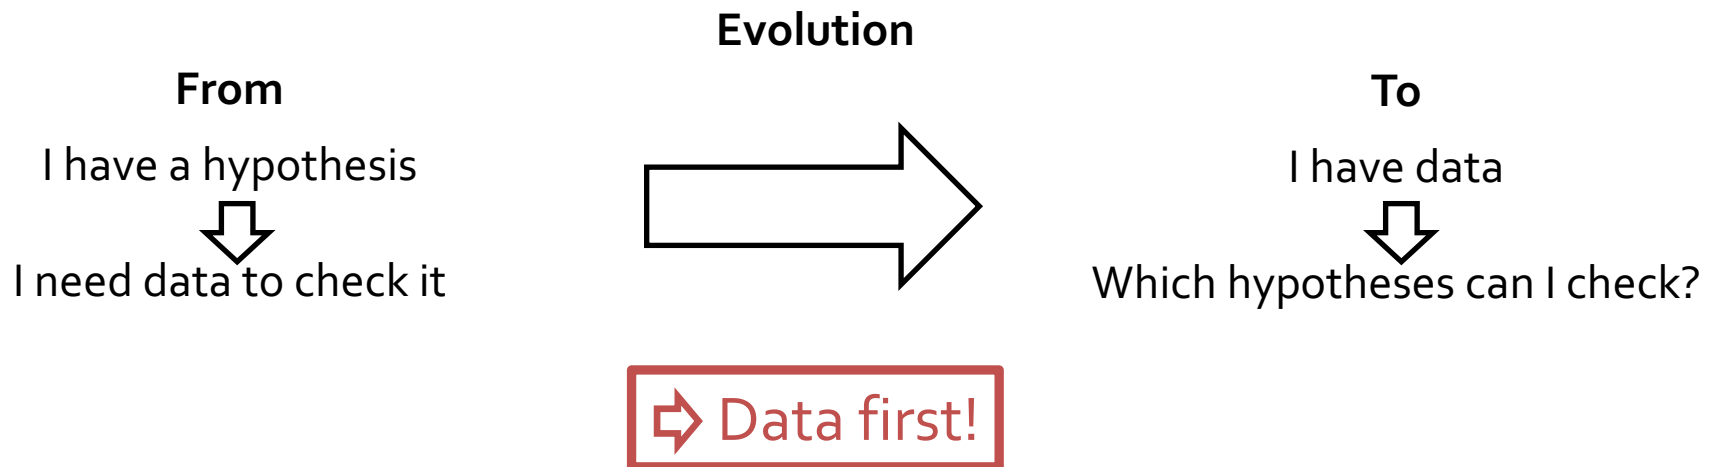 Evolution
From
I have a hypothesis
I need data to check it
To
I have data
Which hypotheses can I check?
Data first!